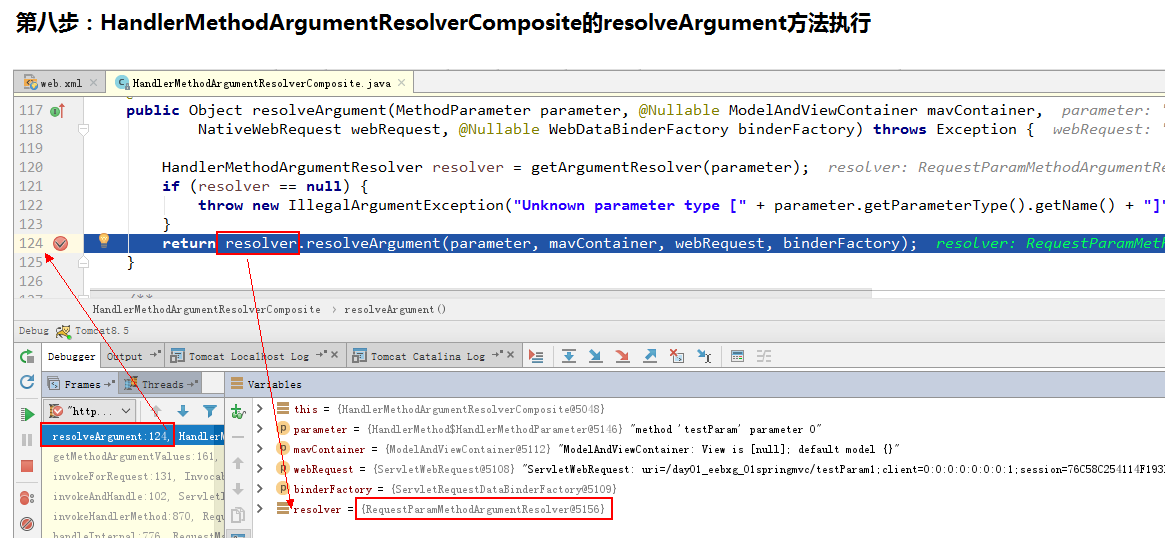 第八步：HandlerMethodArgumentResolverComposite的resolveArgument方法执行
web.xml HandlerMethodArgumentResolverComposite.java
117 public Object resolveArgument(MethodParameter parameter, @Nullable ModelAndViewContainer mavContainer, parameter: "
118 NativeWebRequest webRequest, @Nullable WebDataBinderFactory binderFactory) throws Exception { webRequest: "
119
120 HandlerMethodArgumentResolver resolver = getArgumentResolver(parameter); resolver: RequestParamMethodArgumentRe
121 if (resolver == null) {
122 throw new IllegalArgumentException("Unknown parameter type [" + parameter.getParameterType().getName() + "]"
123 }
124 return resolver.resolveArgument(parameter, mavContainer, webRequest, binderFactory); resolver: RequestParamMeth
125 }
126
127 /**
HandlerMethodArgumentResolverComposite › resolveArgument()
Debug Tomcat8.5
Debugger Output Tomcat Localhost Log Tomcat Catalina Log
Frames Threads Variables
"http...
this = {HandlerMethodArgumentResolverComposite@5048}
resolveArgument:124, HandlerM
parameter = {HandlerMethod$HandlerMethodParameter@5146} "method 'testParam' parameter 0"
getMethodArgumentValues:161,
mavContainer = {ModelAndViewContainer@5112} "ModelAndViewContainer: View is [null]; default model {}"
invokeForRequest:131, Invocab
webRequest = {ServletWebRequest@5108} "ServletWebRequest: uri=/day01_eebxg_01springmvc/testParam1;client=0:0:0:0:0:0:0:1;session=76C58C254114F193
invokeAndHandle:102, ServletI
binderFactory = {ServletRequestDataBinderFactory@5109}
invokeHandlerMethod:870, Requ
resolver = {RequestParamMethodArgumentResolver@5156}
handleInternal:776, RequestMa